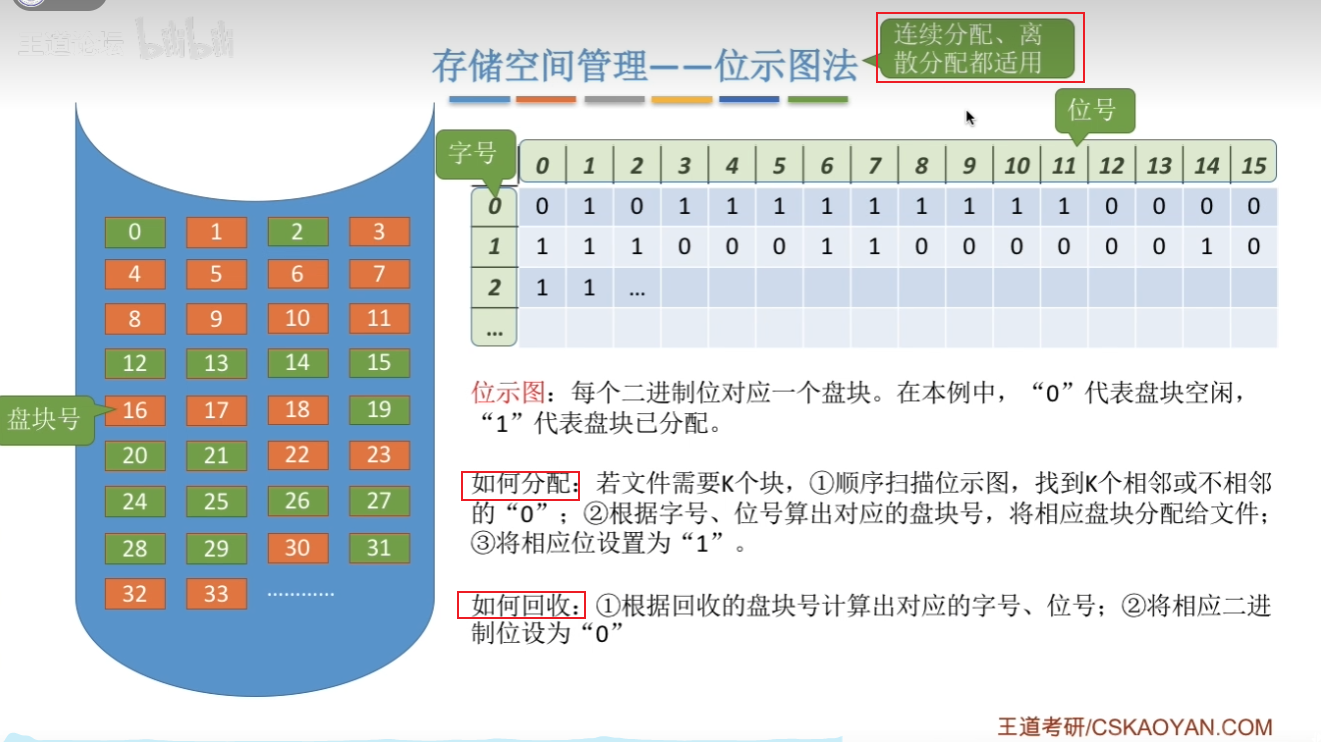 王道论坛 bilibili
存储空间管理——位示图法
连续分配、离
散分配都适用
位号
字号
0 1 2 3 4 5 6 7 8 9 10 11 12 13 14 15
0 0 1 0 1 1 1 1 1 1 1 1 1 0 0 0 0
1 1 1 1 0 0 0 1 1 0 0 0 0 0 0 1 0
2 1 1 …
…
0 1 2 3
4 5 6 7
8 9 10 11
12 13 14 15
盘块号
16 17 18 19
20 21 22 23
24 25 26 27
28 29 30 31
32 33 …………
位示图：每个二进制位对应一个盘块。在本例中，“0”代表盘块空闲，
“1”代表盘块已分配。
如何分配：若文件需要K个块，①顺序扫描位示图，找到K个相邻或不相邻
的“0”；②根据字号、位号算出对应的盘块号，将相应盘块分配给文件；
③将相应位设置为“1”。
如何回收：①根据回收的盘块号计算出对应的字号、位号；②将相应二进
制位设为“0”
王道考研/CSKAOYAN.COM